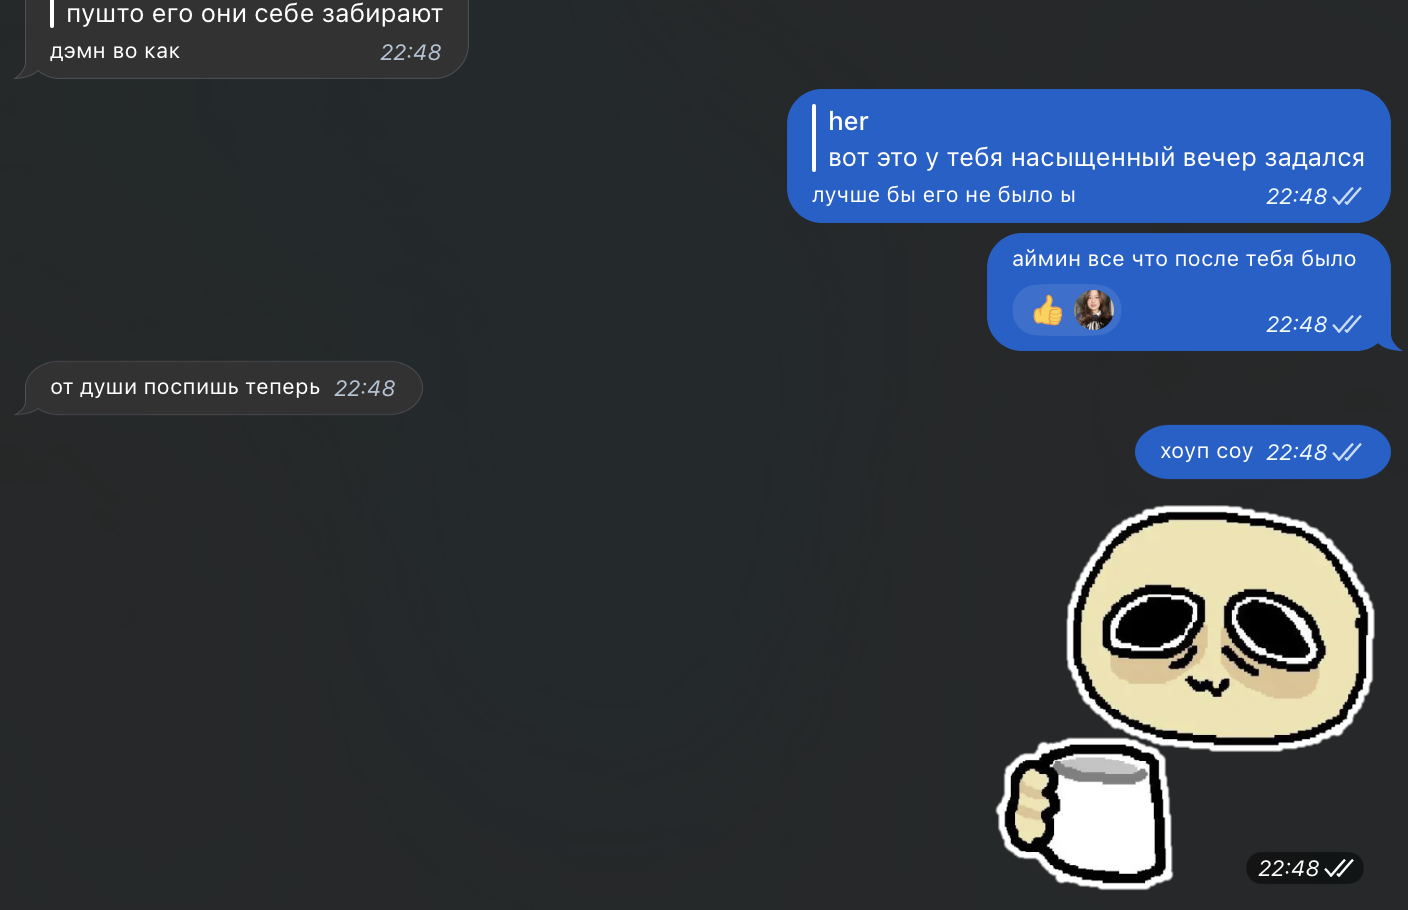 пушто его они себе забирают
дэмн во как 22:48
her
вот это у тебя насыщенный вечер задался
лучше бы его не было ы 22:48
аймин все что после тебя было
22:48
от души поспишь теперь 22:48
хоуп соу 22:48
22:48